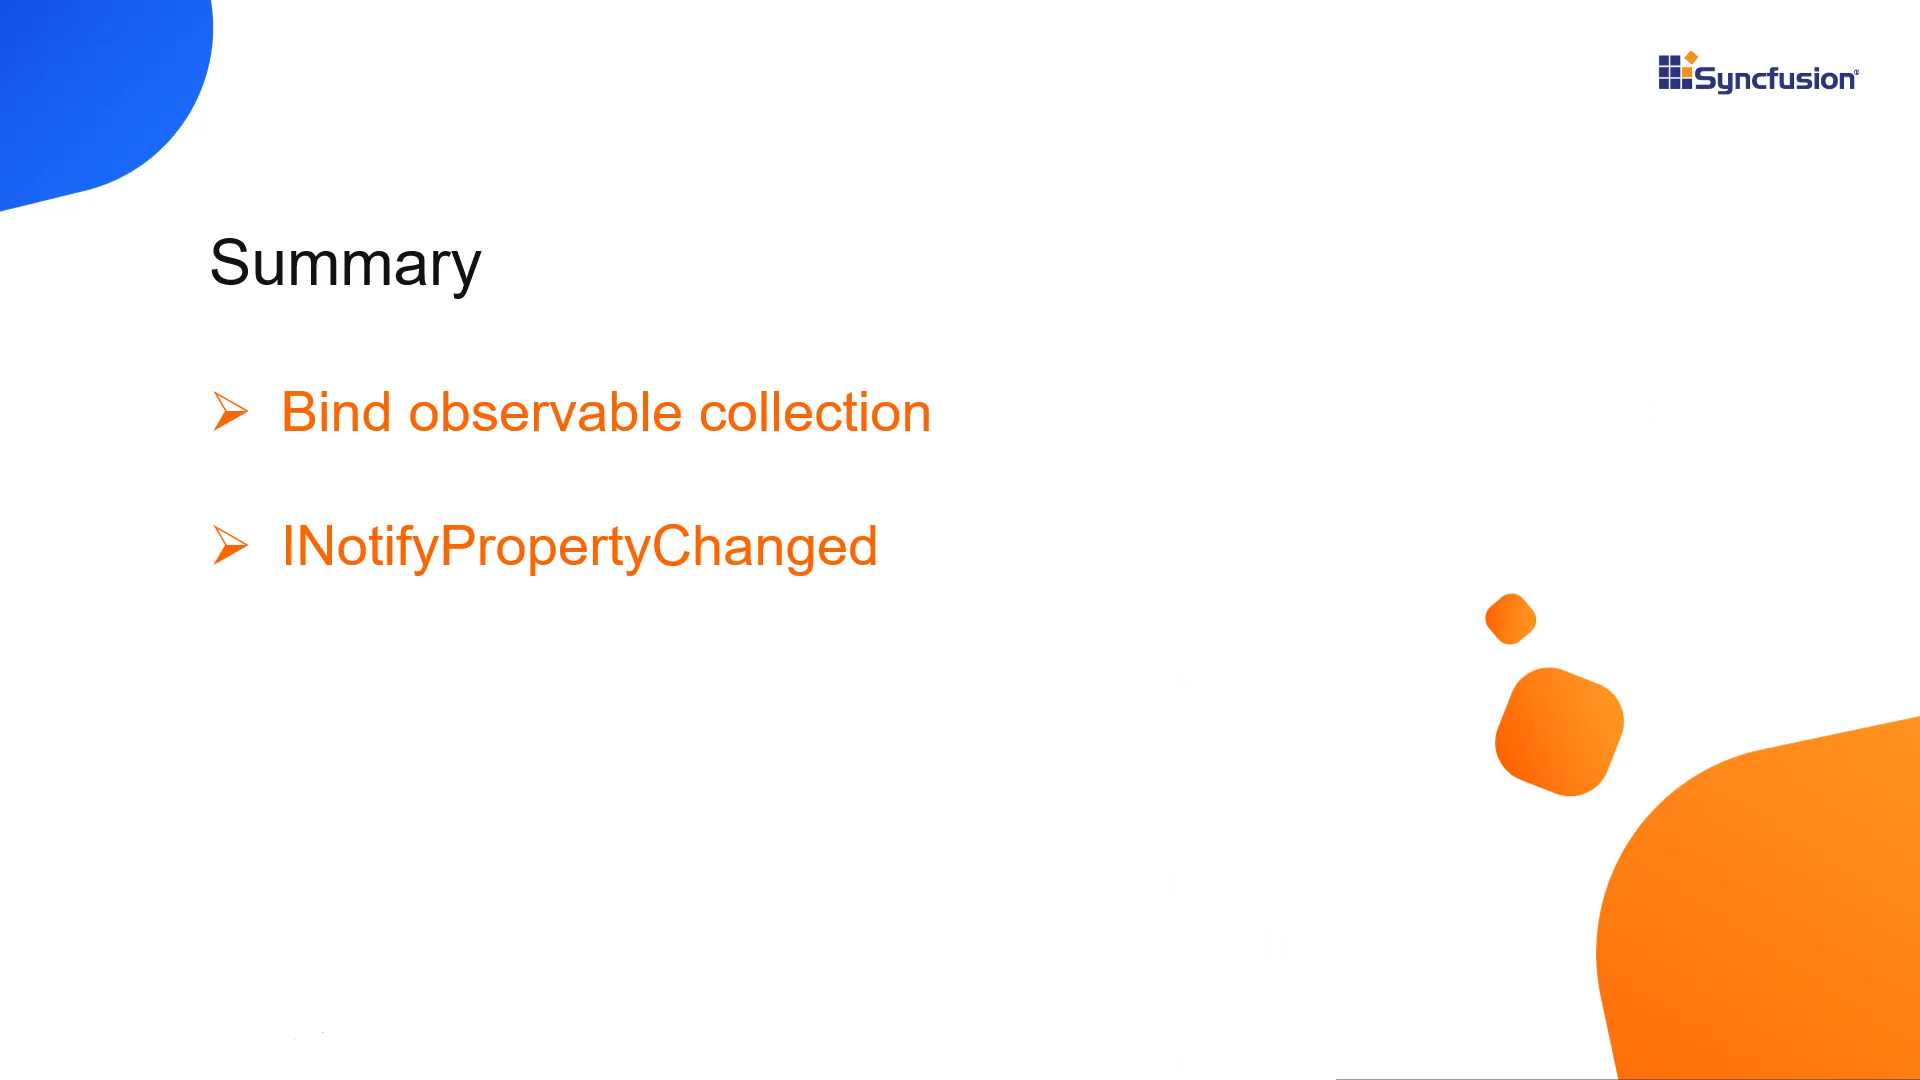 Syncfusion®
Summary
➢ Bind observable collection
➢ INotifyPropertyChanged